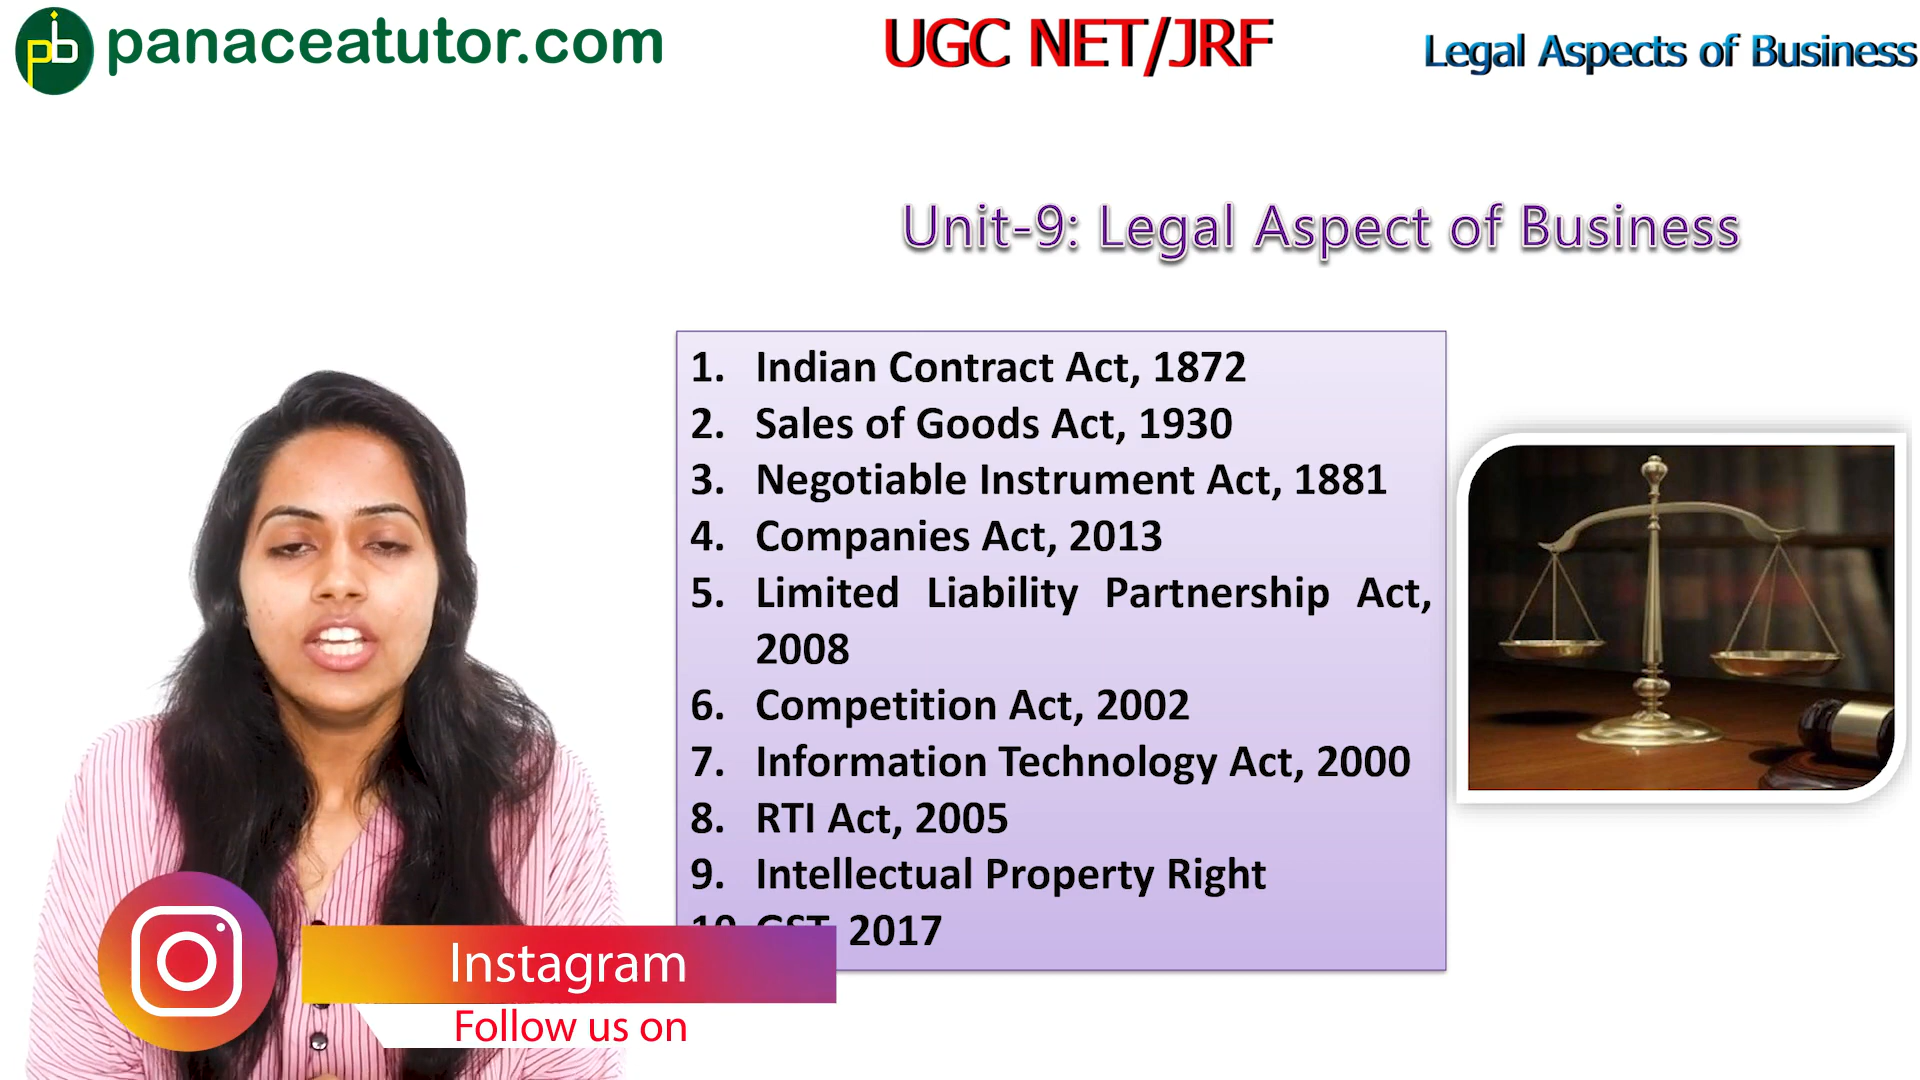 pb panaceatutor.com
UGC NET/JRF
Legal Aspects of Business
Unit-9: Legal Aspect of Business
1. Indian Contract Act, 1872
2. Sales of Goods Act, 1930
3. Negotiable Instrument Act, 1881
4. Companies Act, 2013
5. Limited Liability Partnership Act,
2008
6. Competition Act, 2002
7. Information Technology Act, 2000
8. RTI Act, 2005
9. Intellectual Property Right
10. GST, 2017
Instagram
Follow us on